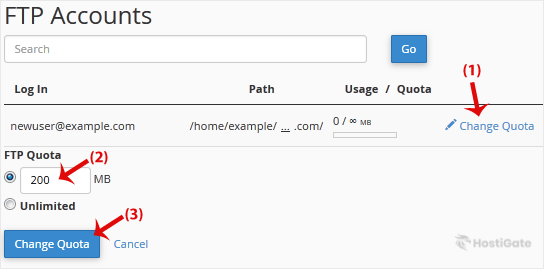 FTP Accounts
Search Go
Log In Path Usage / Quota
(1)
newuser@example.com /home/example/ ... .com/ 0 / ∞ MB Change Quota
FTP Quota
(2)
200 MB
Unlimited
(3)
Change Quota Cancel
HostiGato